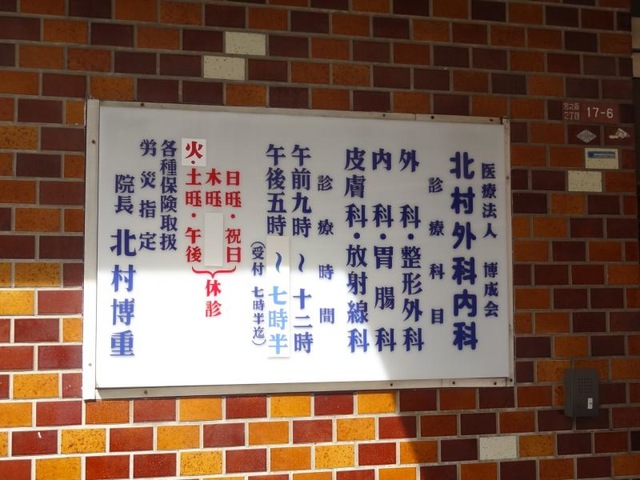 医療法人 博成会
北村外科内科
診療科目
外科・整形外科
内科・胃腸科
皮膚科・放射線科
診療時間
午前九時~十二時
午後五時~七時半
(受付 七時半迄)
日旺・祝日
木旺
火・土旺・午後
休診
各種保険取扱
労災指定
院長 北村博重
17-6